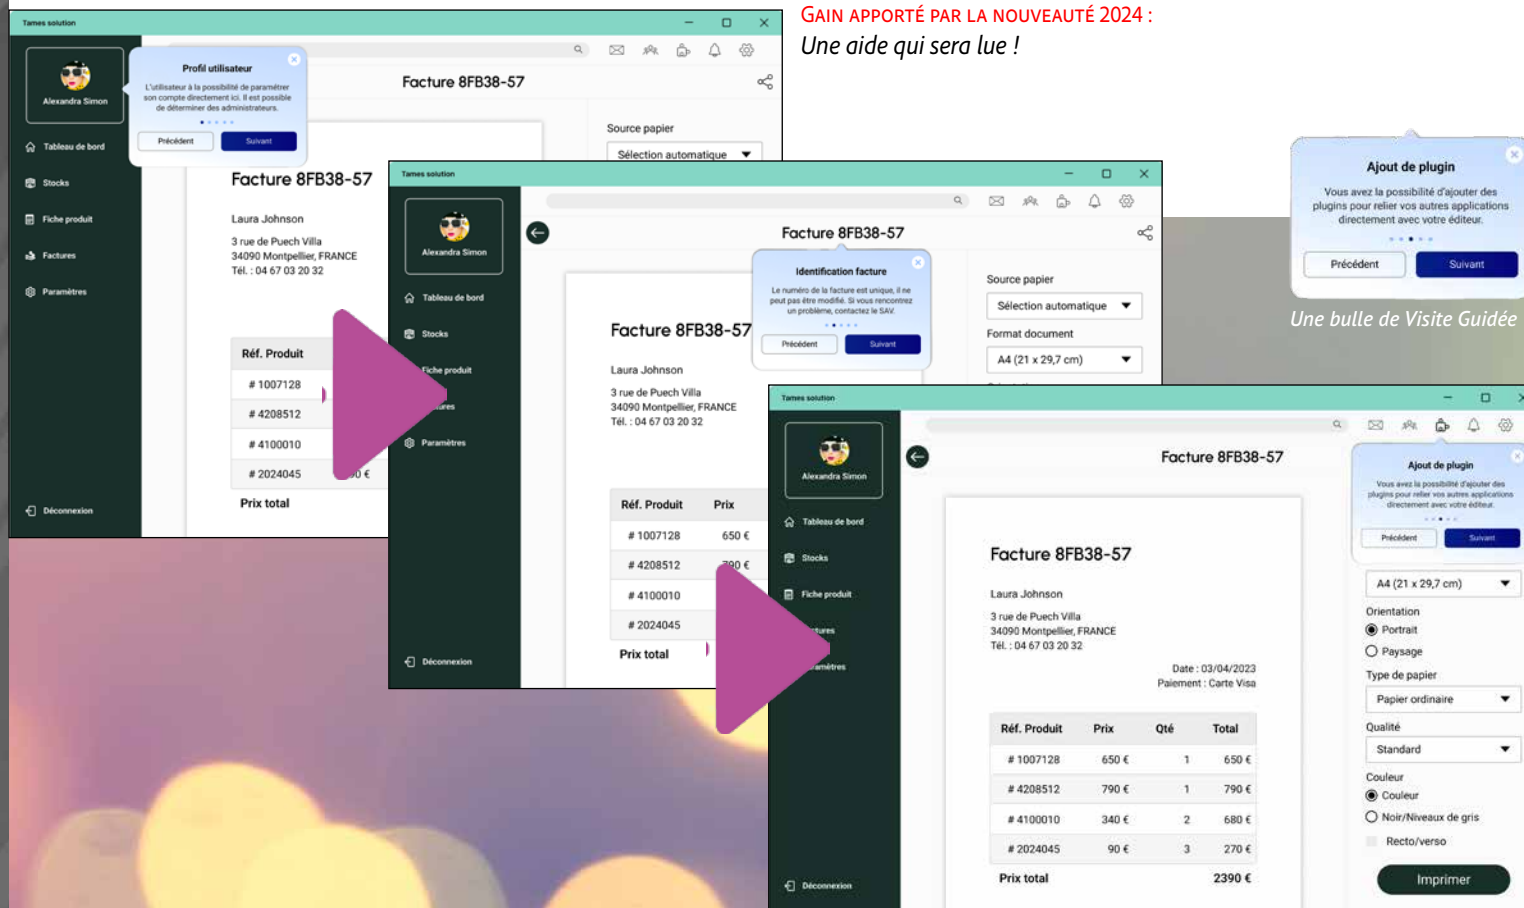 GAIN APPORTÉ PAR LA NOUVEAUTÉ 2024 :
Une aide qui sera lue !
Tames solution
Alexandra Simon
Tableau de bord
Stocks
Fiche produit
Factures
Paramètres
Déconnexion
Profil utilisateur
L'utilisateur à la possibilité de paramétrer
son compte directement ici. Il est possible
de déterminer des administrateurs.
Précédent
Suivant
Facture 8FB38-57
Source papier
Sélection automatique
Facture 8FB38-57
Laura Johnson
3 rue de Puech Villa
34090 Montpellier, FRANCE
Tél. : 04 67 03 20 32
Réf. Produit
# 1007128
# 4208512
# 4100010
# 2024045
Prix total
Tames solution
Alexandra Simon
Tableau de bord
Stocks
Fiche produit
Paramètres
Déconnexion
Facture 8FB38-57
Identification facture
Le numéro de la facture est unique, il ne
peut pas être modifié. Si vous rencontrez
un problème, contactez le SAV.
Précédent
Suivant
Source papier
Sélection automatique
Format document
A4 (21 x 29,7 cm)
Facture 8FB38-57
Laura Johnson
3 rue de Puech Villa
34090 Montpellier, FRANCE
Tél. : 04 67 03 20 32
Réf. Produit Prix
# 1007128 650 €
# 4208512 790 €
# 4100010
# 2024045
Prix total
Ajout de plugin
Vous avez la possibilité d'ajouter des
plugins pour relier vos autres applications
directement avec votre éditeur.
Précédent
Suivant
Une bulle de Visite Guidée
Tames solution
Alexandra Simon
Tableau de bord
Stocks
Fiche produit
Déconnexion
Facture 8FB38-57
Ajout de plugin
Vous avez la possibilité d'ajouter des
plugins pour relier vos autres applications
directement avec votre éditeur.
Précédent
Suivant
Facture 8FB38-57
Laura Johnson
3 rue de Puech Villa
34090 Montpellier, FRANCE
Tél. : 04 67 03 20 32
Date : 03/04/2023
Paiement : Carte Visa
Réf. Produit Prix Qté Total
# 1007128 650 € 1 650 €
# 4208512 790 € 1 790 €
# 4100010 340 € 2 680 €
# 2024045 90 € 3 270 €
Prix total 2390 €
A4 (21 x 29,7 cm)
Orientation
Portrait
Paysage
Type de papier
Papier ordinaire
Qualité
Standard
Couleur
Couleur
Noir/Niveaux de gris
Recto/verso
Imprimer